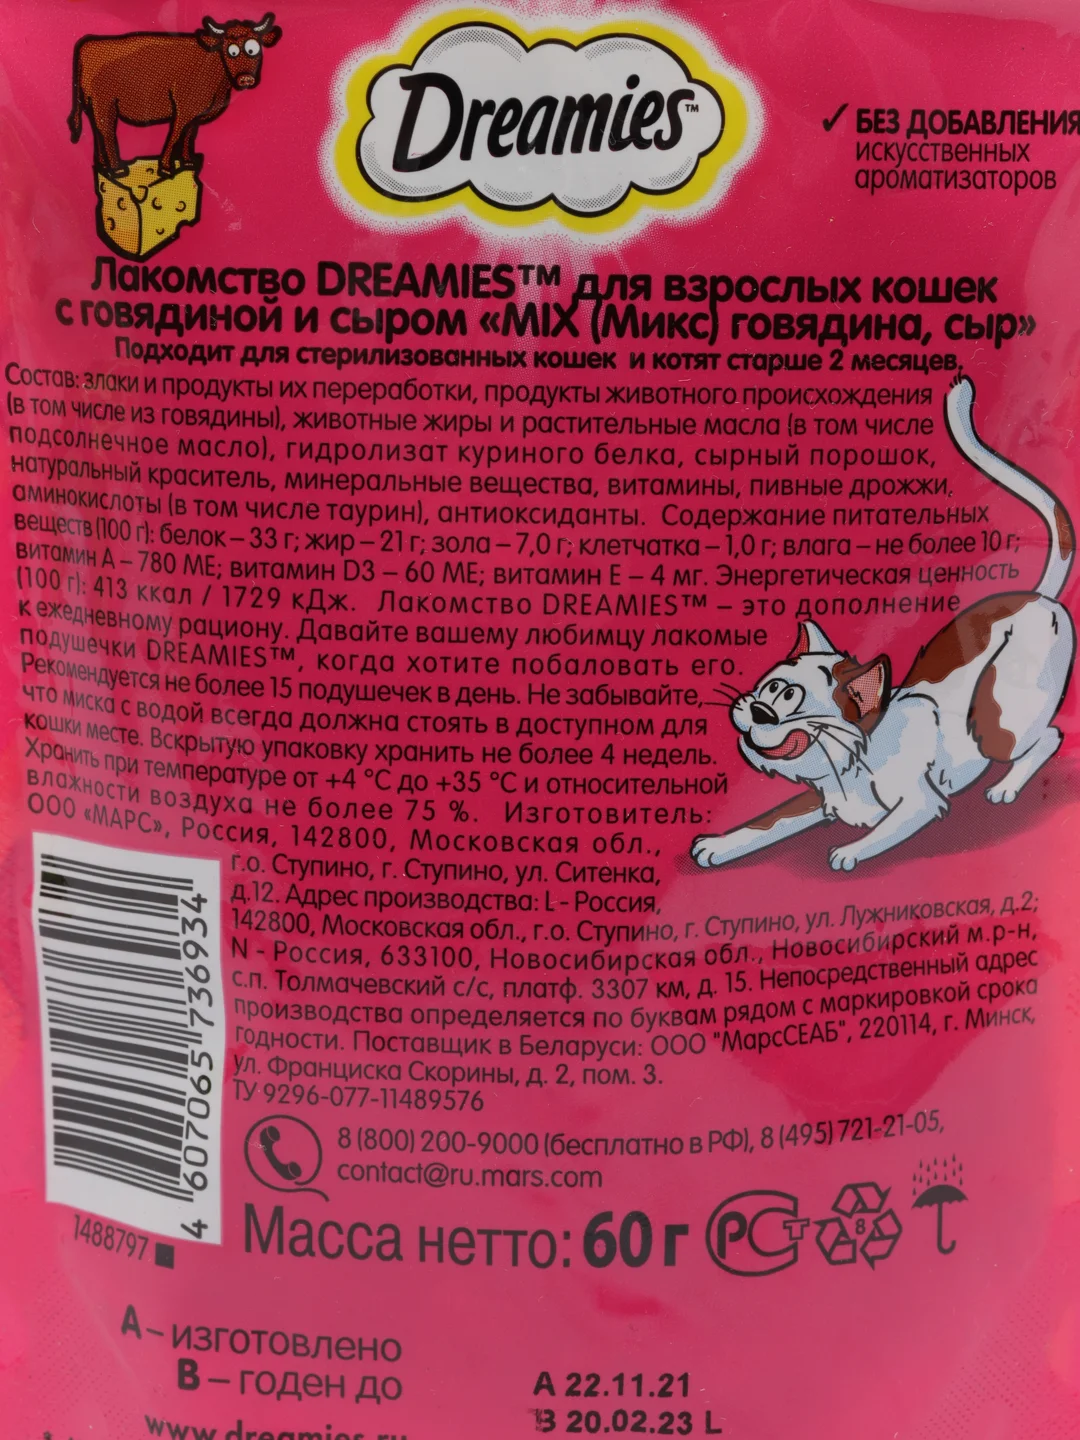 Dreamies™
✓ БЕЗ ДОБАВЛЕНИЯ
искусственных
ароматизаторов
Лакомство DREAMIES™ для взрослых кошек
с говядиной и сыром «MIX (Микс) говядина, сыр»
Подходит для стерилизованных кошек и котят старше 2 месяцев.
Состав: злаки и продукты их переработки, продукты животного происхождения
(в том числе из говядины), животные жиры и растительные масла (в том числе
подсолнечное масло), гидролизат куриного белка, сырный порошок,
натуральный краситель, минеральные вещества, витамины, пивные дрожжи,
аминокислоты (в том числе таурин), антиоксиданты. Содержание питательных
веществ (100 г): белок – 33 г; жир – 21 г; зола – 7,0 г; клетчатка – 1,0 г; влага – не более 10 г;
витамин А – 780 МЕ; витамин D3 – 60 МЕ; витамин Е – 4 мг. Энергетическая ценность
(100 г): 413 ккал / 1729 кДж. Лакомство DREAMIES™ – это дополнение
к ежедневному рациону. Давайте вашему любимцу лакомые
подушечки DREAMIES™, когда хотите побаловать его.
Рекомендуется не более 15 подушечек в день. Не забывайте,
что миска с водой всегда должна стоять в доступном для
кошки месте. Вскрытую упаковку хранить не более 4 недель.
Хранить при температуре от +4 °С до +35 °С и относительной
влажности воздуха не более 75 %. Изготовитель:
ООО «МАРС», Россия, 142800, Московская обл.,
г.о. Ступино, г. Ступино, ул. Ситенка,
д.12. Адрес производства: L - Россия,
142800, Московская обл., г.о. Ступино, г. Ступино, ул. Лужниковская, д.2;
N - Россия, 633100, Новосибирская обл., Новосибирский м.р-н,
с.п. Толмачевский с/с, платф. 3307 км, д. 15. Непосредственный адрес
производства определяется по буквам рядом с маркировкой срока
годности. Поставщик в Беларуси: ООО "МарсСЕАБ", 220114, г. Минск,
ул. Франциска Скорины, д. 2, пом. 3.
ТУ 9296-077-11489576
8 (800) 200-9000 (бесплатно в РФ), 8 (495) 721-21-05,
contact@ru.mars.com
4 607065 736934
1488797
Масса нетто: 60 г
РСТ
8
А – изготовлено
В – годен до
A 22.11.21
B 20.02.23 L
www.dreamies.ru